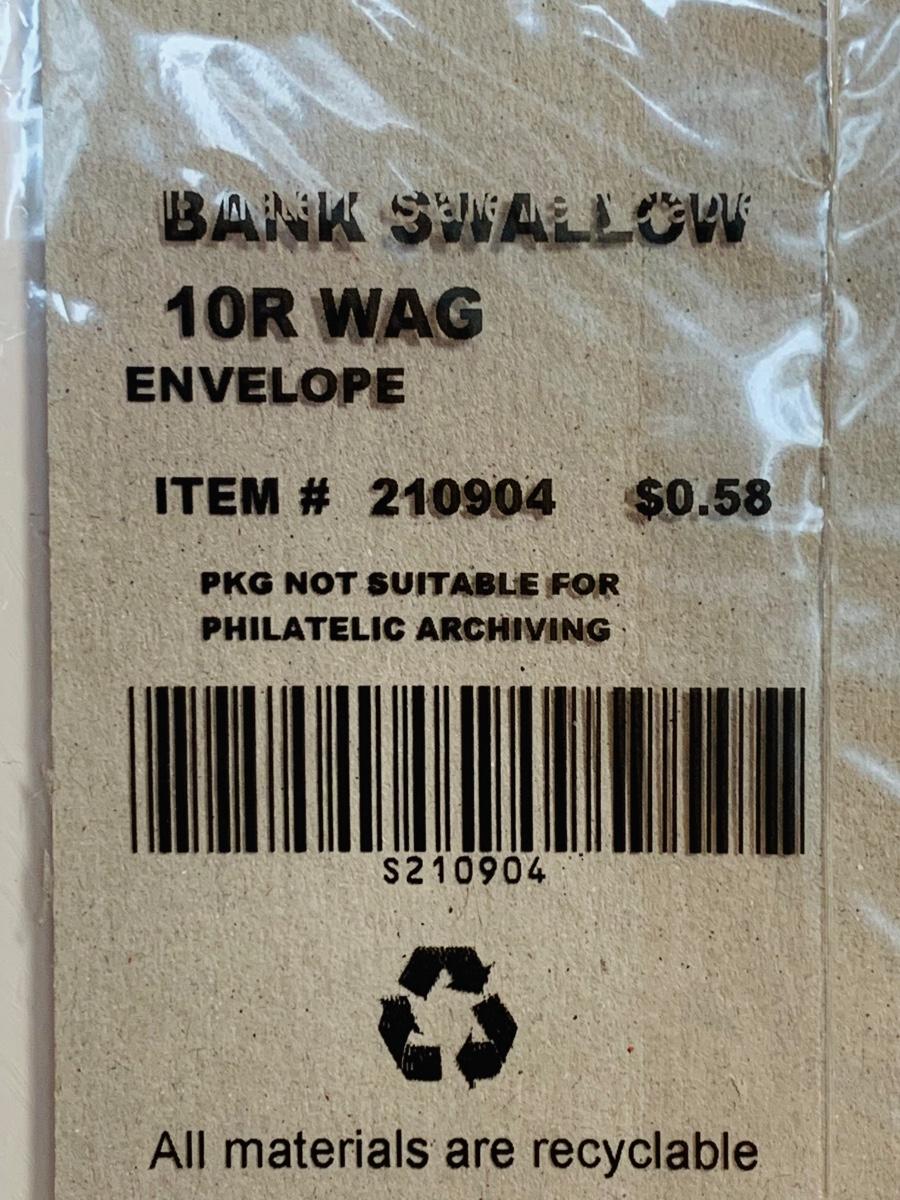 BANK SWALLOW
10R WAG
ENVELOPE
ITEM # 210904 $0.58
PKG NOT SUITABLE FOR
PHILATELIC ARCHIVING
S210904
All materials are recyclable